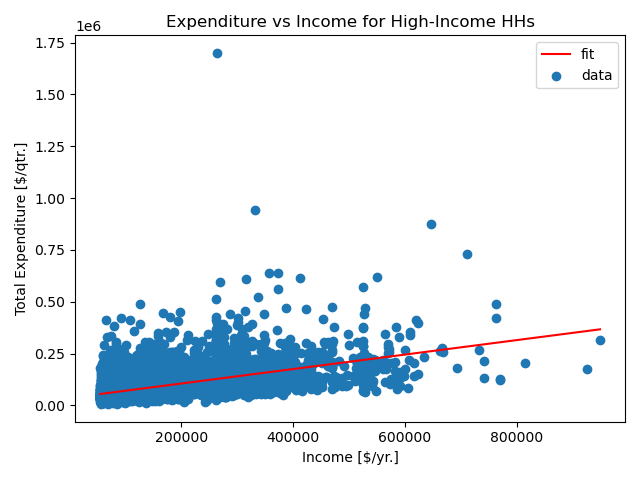 Expenditure vs Income for High-Income HHs
1e6
fit
data
1.75
1.50
1.25
1.00
0.75
0.50
0.25
0.00
Total Expenditure [$/qtr.]
200000 400000 600000 800000
Income [$/yr.]